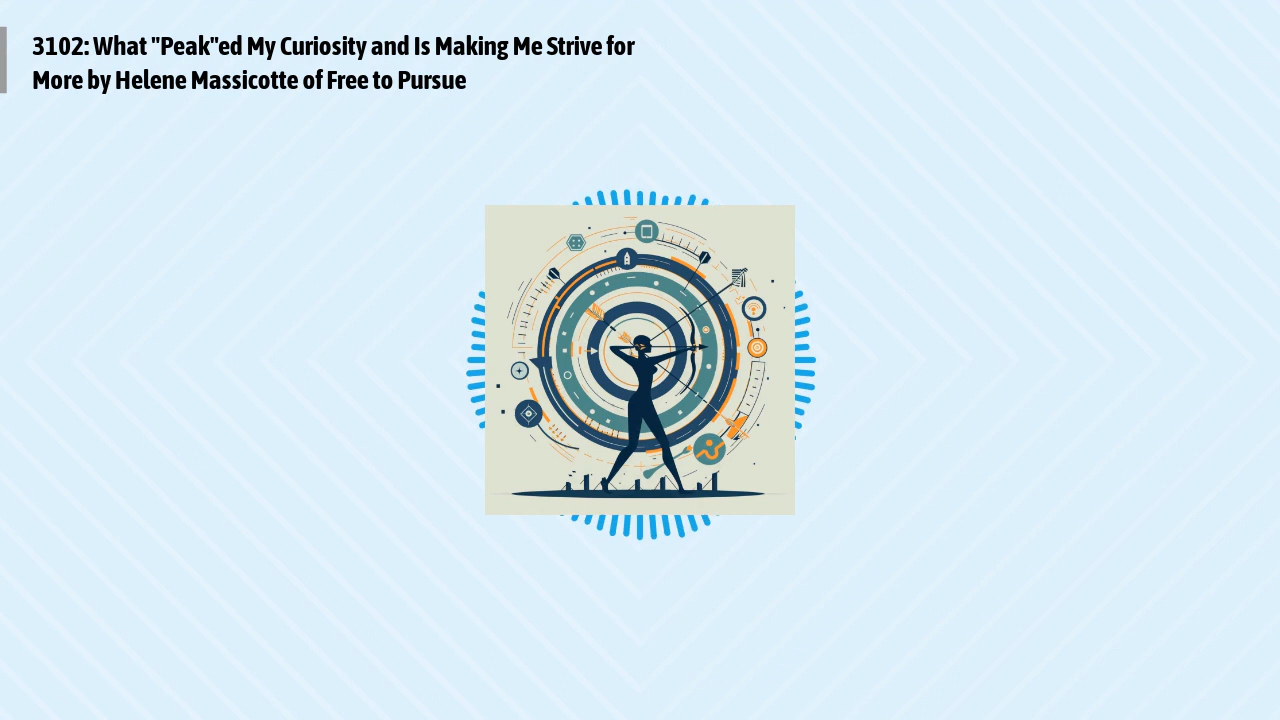 3102: What "Peak"ed My Curiosity and Is Making Me Strive for
More by Helene Massicotte of Free to Pursue